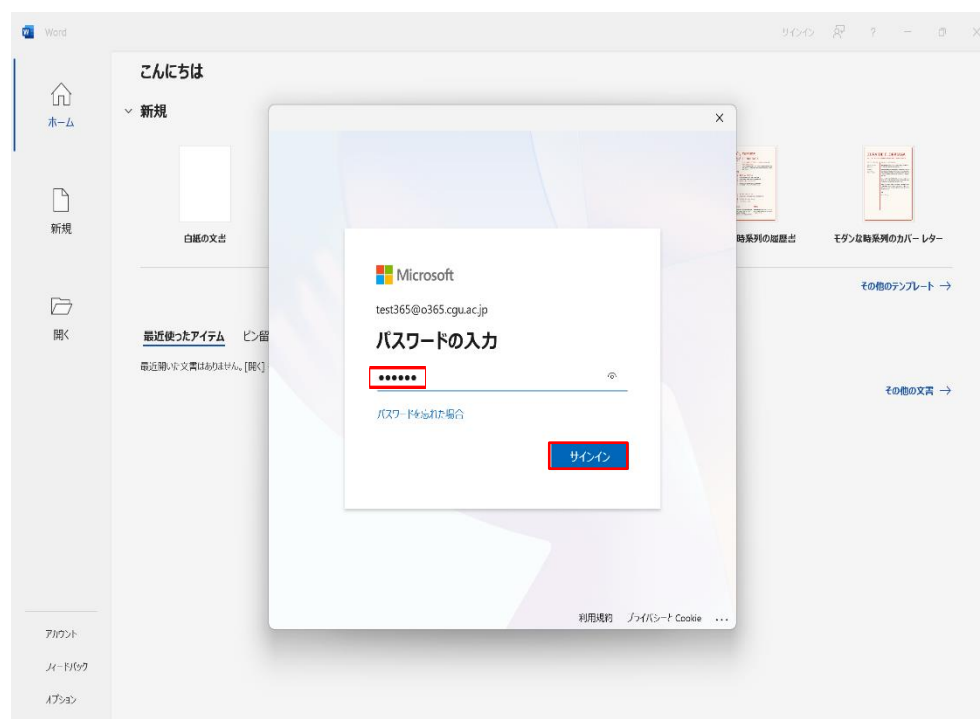 Word
サインイン
?
こんにちは
ホーム
新規
新規
白紙の文書
時系列の履歴書
モダンな時系列のカバー レター
その他のテンプレート →
開く
最近使ったアイテム ピン留
最近開いた文書はありません。[開く]
その他の文書 →
Microsoft
test365@o365.cgu.ac.jp
パスワードの入力
••••••
パスワードを忘れた場合
サインイン
利用規約 プライバシーと Cookie ...
アカウント
フィードバック
オプション